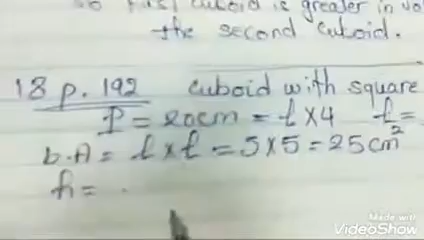 first cuboid is greater in vo
the second cuboid.
18 p. 192 cuboid with square
P = 20cm = l × 4 l =
b.A = l × l = 5 × 5 = 25 cm²
h = .
Made with
VideoShow